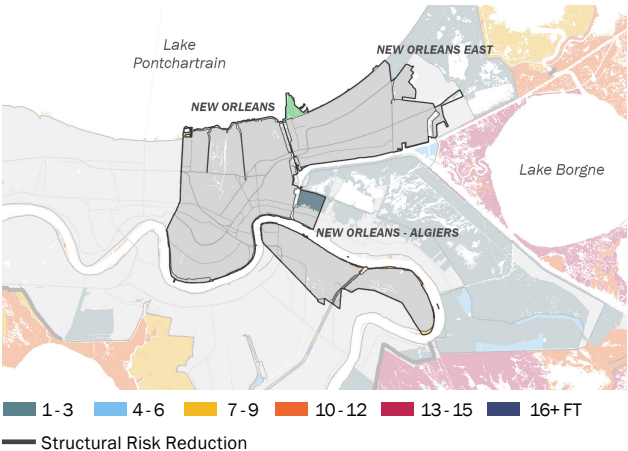 Lake
Pontchartrain
NEW ORLEANS EAST
NEW ORLEANS
Lake Borgne
NEW ORLEANS - ALGIERS
1 - 3
4 - 6
7 - 9
10 - 12
13 - 15
16+ FT
Structural Risk Reduction